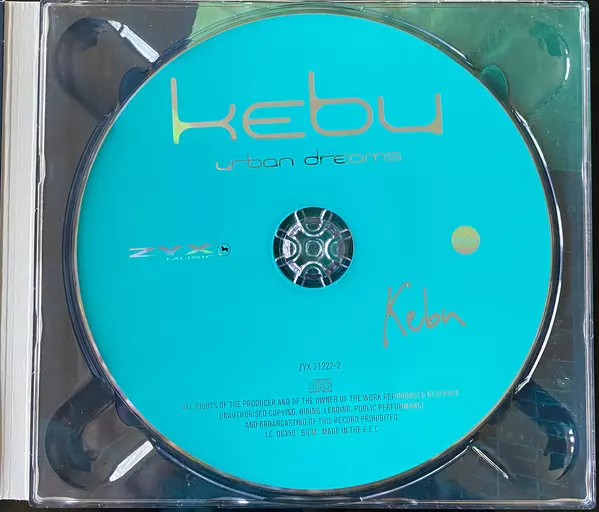 kebu
urban dreams
ZYX
MUSIC
Kebu
ZYX 21222-2
ALL RIGHTS OF THE PRODUCER AND OF THE OWNER OF THE WORK REPRODUCED RESERVED
UNAUTHORISED COPYING, HIRING, LENDING, PUBLIC PERFORMANCE
AND BROADCASTING OF THIS RECORD PROHIBITED.
LC-06350 · BIEM · MADE IN THE E.E.C.